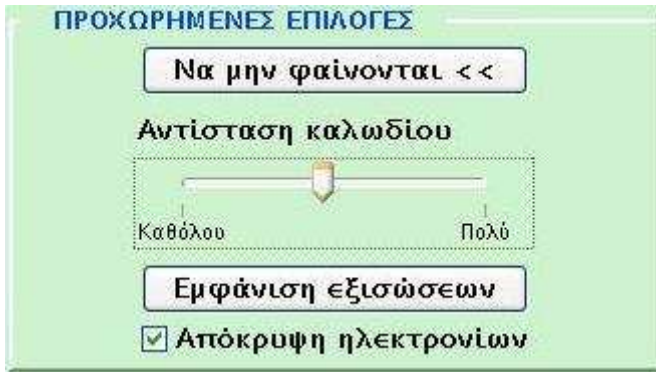 ΠΡΟΧΩΡΗΜΕΝΕΣ ΕΠΙΛΟΓΕΣ
Να μην φαίνονται <<
Αντίσταση καλωδίου
Καθόλου Πολύ
Εμφάνιση εξισώσεων
Απόκρυψη ηλεκτρονίων